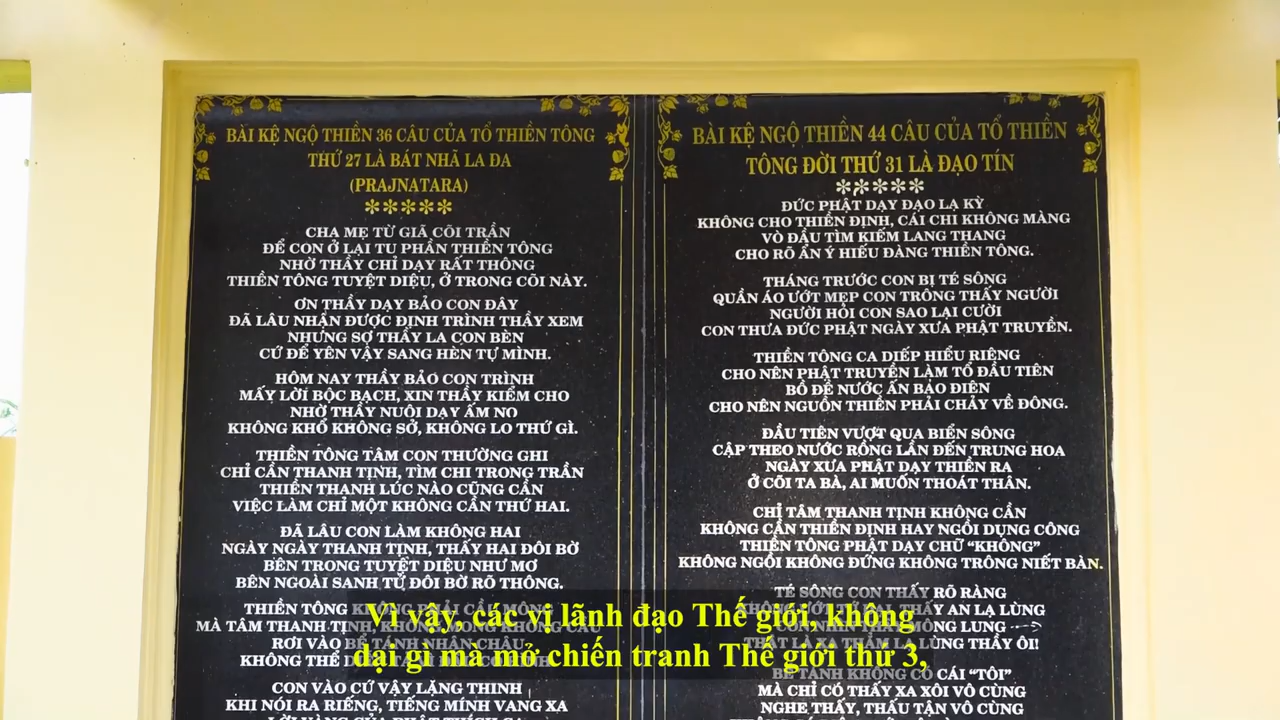 BÀI KỆ NGỘ THIỀN 36 CÂU CỦA TỔ THIỀN TÔNG
THỨ 27 LÀ BÁT NHÃ LA ĐA
(PRAJNATARA)
CHA MẸ TỪ GIÃ CÕI TRẦN
ĐỂ CON Ở LẠI TU PHẦN THIỀN TÔNG
NHỜ THẦY CHỈ DẠY RẤT THÔNG
THIỀN TÔNG TUYỆT DIỆU, Ở TRONG CÕI NÀY.
ƠN THẦY DẠY BẢO CON ĐÂY
ĐÃ LÂU NHẬN ĐƯỢC ĐỊNH TRÌNH THẦY XEM
NHƯNG SỢ THẦY LA CON BÈN
CỨ ĐỂ YÊN VẬY SANG HÈN TỰ MÌNH.
HÔM NAY THẦY BẢO CON TRÌNH
MẤY LỜI BỘC BẠCH, XIN THẦY KIỂM CHO
NHỜ THẦY NUÔI DẠY ẤM NO
KHÔNG KHỔ KHÔNG SỞ, KHÔNG LO THỨ GÌ.
THIỀN TÔNG TÂM CON THƯỜNG GHI
CHỈ CẦN THANH TỊNH, TÌM CHI TRONG TRẦN
THIỀN THANH LÚC NÀO CŨNG CẦN
VIỆC LÀM CHỈ MỘT KHÔNG CẦN THỨ HAI.
ĐÃ LÂU CON LÀM KHÔNG HAI
NGÀY NGÀY THANH TỊNH, THẤY HAI ĐÔI BỜ
BÊN TRONG TUYỆT DIỆU NHƯ MƠ
BÊN NGOÀI SANH TỬ ĐÔI BỜ RÕ THÔNG.
THIỀN TÔNG KHÔNG PHẢI CẦU MONG
MÀ TÂM THANH TỊNH, KHÔNG MONG KHÔNG CẦU
RƠI VÀO BỂ TÁNH NHÂN CHÂU
KHÔNG THỂ
CON VÀO CỨ VẬY LẶNG THINH
KHI NÓI RA RIÊNG, TIẾNG MÌNH VANG XA
BÀI KỆ NGỘ THIỀN 44 CÂU CỦA TỔ THIỀN
TÔNG ĐỜI THỨ 31 LÀ ĐẠO TÍN
ĐỨC PHẬT DẠY ĐẠO LẠ KỲ
KHÔNG CHO THIỀN ĐỊNH, CÁI CHI KHÔNG MÀNG
VÒ ĐẦU TÌM KIẾM LANG THANG
CHO RÕ ẨN Ý HIỂU ĐÀNG THIỀN TÔNG.
THÁNG TRƯỚC CON BỊ TÉ SÔNG
QUẦN ÁO ƯỚT MẸP CON TRÔNG THẤY NGƯỜI
NGƯỜI HỎI CON SAO LẠI CƯỜI
CON THƯA ĐỨC PHẬT NGÀY XƯA PHẬT TRUYỀN.
THIỀN TÔNG CA DIẾP HIỂU RIÊNG
CHO NÊN PHẬT TRUYỀN LÀM TỔ ĐẦU TIÊN
BỒ ĐỀ NƯỚC ẤN BẢO ĐIỆN
CHO NÊN NGUỒN THIỀN PHẢI CHẢY VỀ ĐÔNG.
ĐẦU TIÊN VƯỢT QUA BIỂN SÔNG
CẬP THEO NƯỚC RỒNG LẦN ĐẾN TRUNG HOA
NGÀY XƯA PHẬT DẠY THIỀN RA
Ở CÕI TA BÀ, AI MUỐN THOÁT THÂN.
CHỈ TÂM THANH TỊNH KHÔNG CẦN
KHÔNG CẦN THIỀN ĐỊNH HAY NGỒI DỤNG CÔNG
THIỀN TÔNG PHẬT DẠY CHỮ “KHÔNG”
KHÔNG NGỒI KHÔNG ĐỨNG KHÔNG TRÔNG NIẾT BÀN.
TÉ SÔNG CON THẤY RÕ RÀNG
THẤY AN LẠ LÙNG
CON NHÌN THẤY MÔNG LUNG
THẬT LÀ XA THẲM LẠ LÙNG THẦY ÔI!
BỂ TÁNH KHÔNG CÓ CÁI “TÔI”
MÀ CHỈ CÓ THẤY XA XÔI VÔ CÙNG
NGHE THẤY, THẤU TẬN VÔ CÙNG
Vì vậy, các vị lãnh đạo Thế giới, không
dại gì mà mở chiến tranh Thế giới thứ 3,